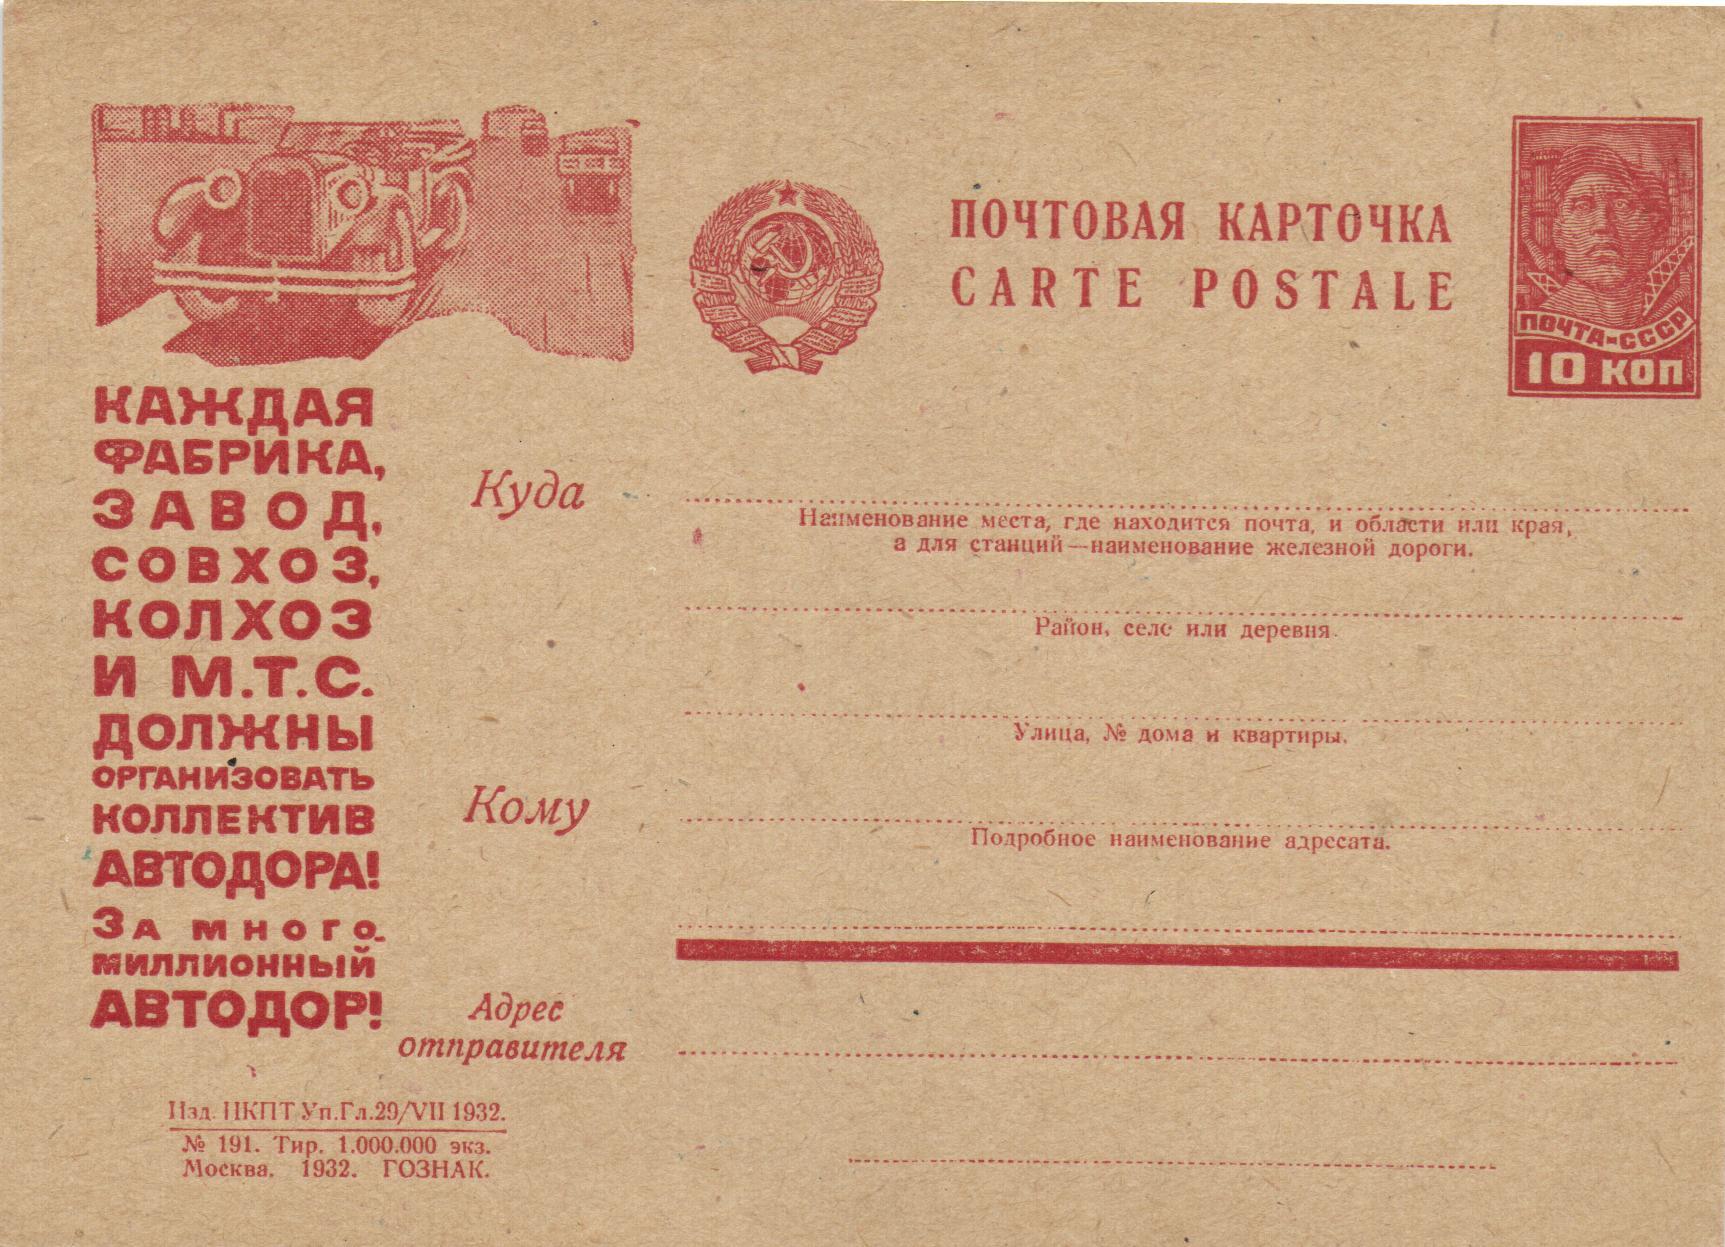 КАЖДАЯ
ФАБРИКА,
ЗАВОД,
СОВХОЗ,
КОЛХОЗ
И М.Т.С.
ДОЛЖНЫ
ОРГАНИЗОВАТЬ
КОЛЛЕКТИВ
АВТОДОРА!
ЗА МНОГО-
МИЛЛИОННЫЙ
АВТОДОР!
Изд. НКПТ Уп.Гл.29/VII 1932.
№ 191. Тир. 1.000.000 экз.
Москва. 1932. ГОЗНАК.
ПОЧТОВАЯ КАРТОЧКА
CARTE POSTALE
ПОЧТА-СССР
10 КОП
Куда
Наименование места, где находится почта, и области или края,
а для станций—наименование железной дороги.
Район, село или деревня.
Улица, № дома и квартиры.
Кому
Подробное наименование адресата.
Адрес
отправителя